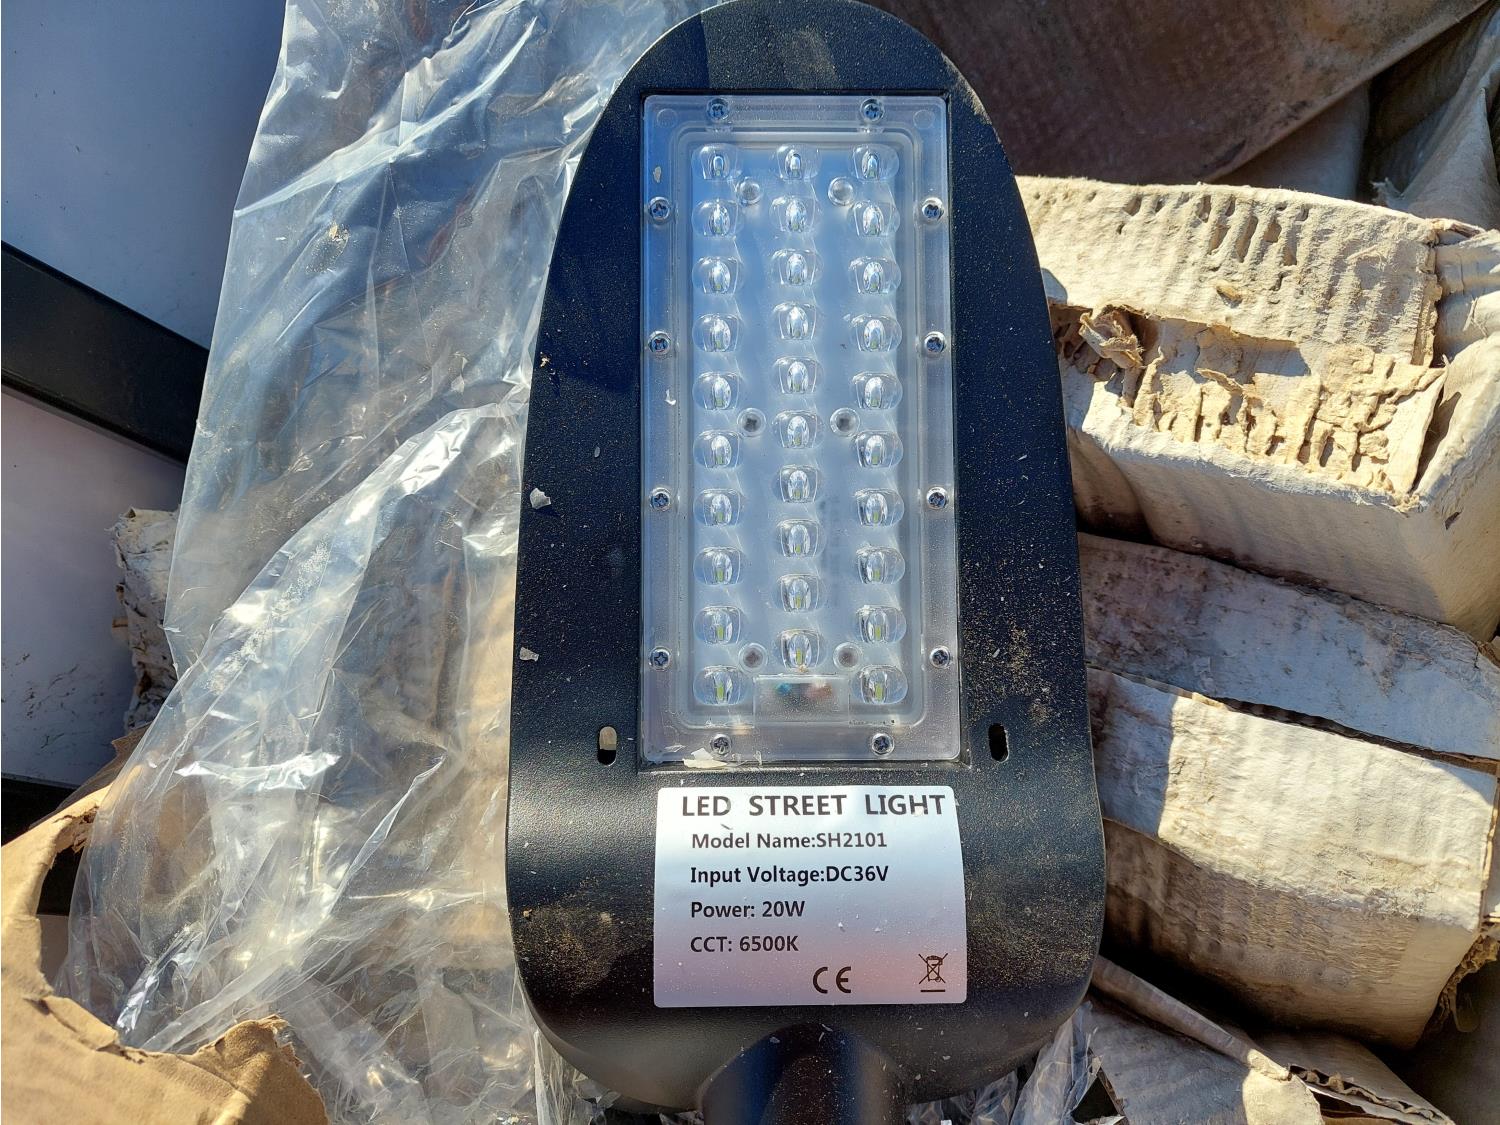 LED STREET LIGHT
Model Name:SH2101
Input Voltage:DC36V
Power: 20W
CCT: 6500K
CE